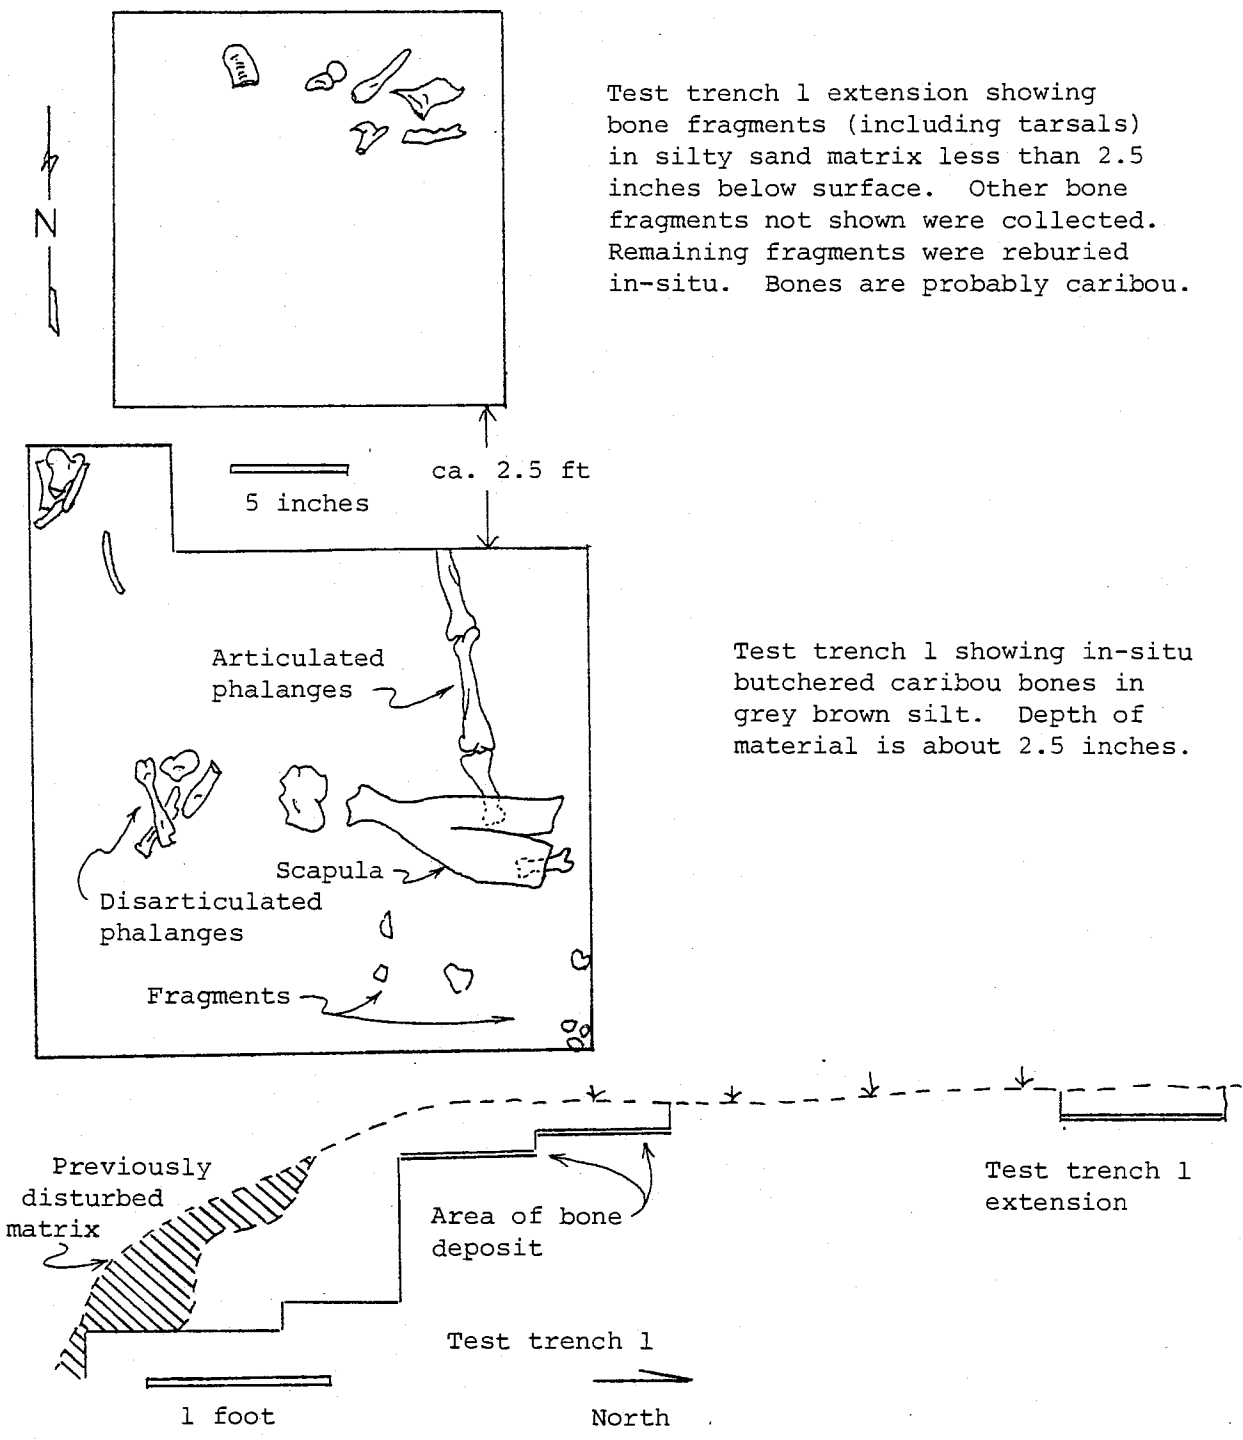 Test trench 1 extension showing
bone fragments (including tarsals)
in silty sand matrix less than 2.5
inches below surface. Other bone
fragments not shown were collected.
Remaining fragments were reburied
in-situ. Bones are probably caribou.
N
ca. 2.5 ft
5 inches
Articulated
phalanges
Test trench 1 showing in-situ
butchered caribou bones in
grey brown silt. Depth of
material is about 2.5 inches.
Scapula
Disarticulated
phalanges
Fragments
Previously
disturbed
matrix
Area of bone
deposit
Test trench 1
extension
Test trench 1
1 foot
North